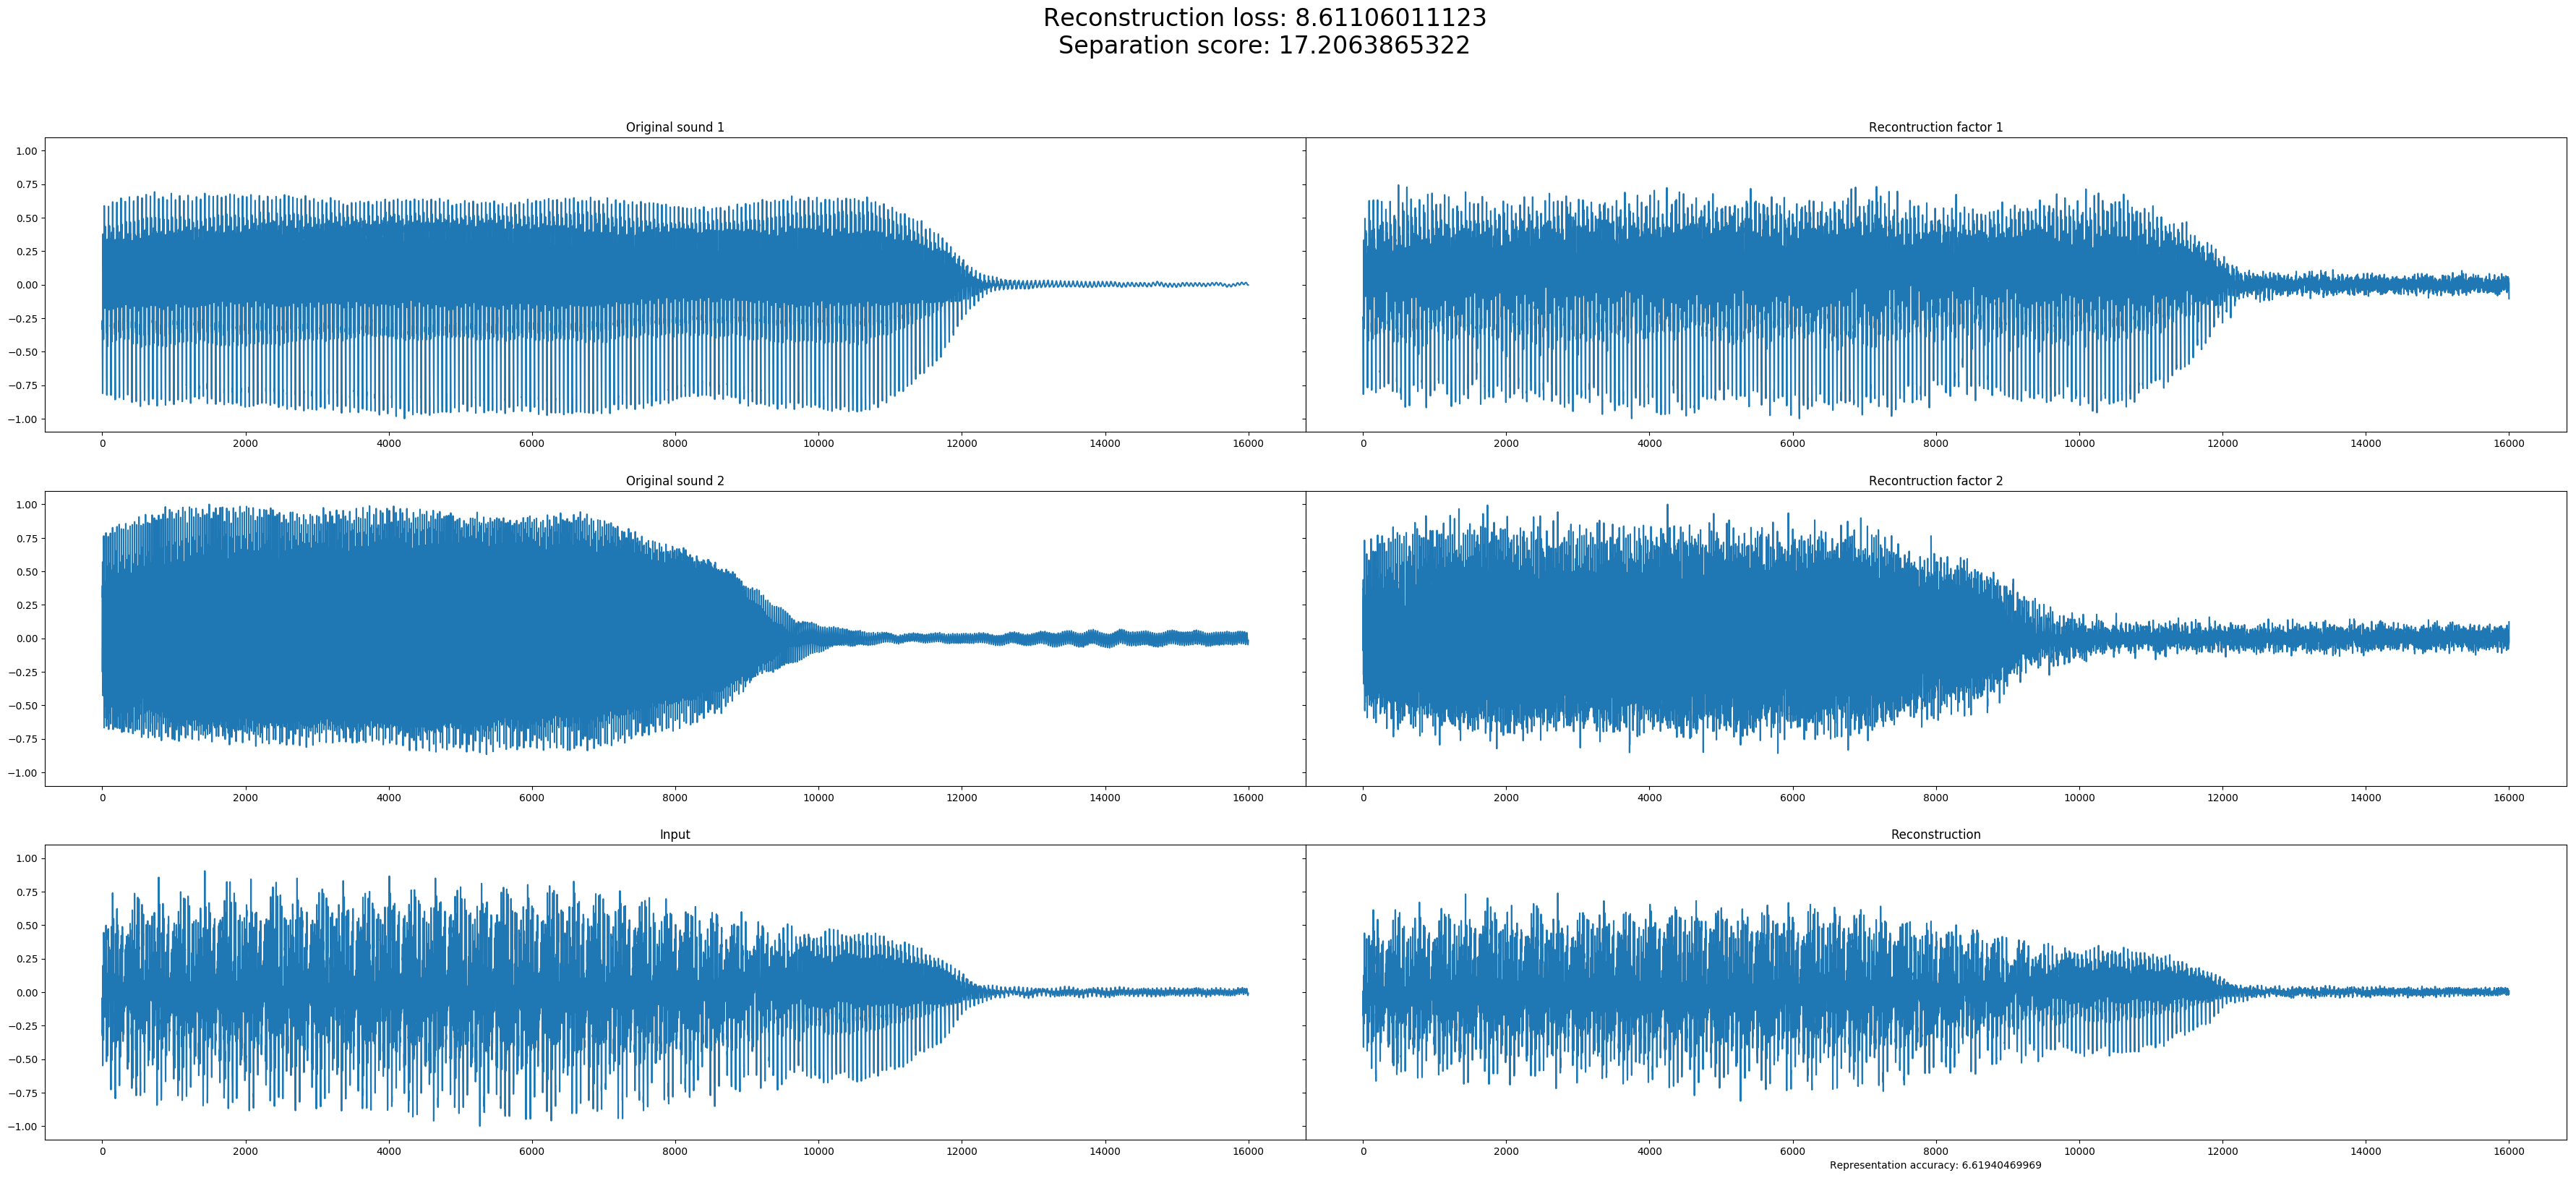 Reconstruction loss: 8.61106011123
Separation score: 17.2063865322
Original sound 1
Recontruction factor 1
1.00
0.75
0.50
0.25
0.00
−0.25
−0.50
−0.75
−1.00
0 2000 4000 6000 8000 10000 12000 14000 16000
0 2000 4000 6000 8000 10000 12000 14000 16000
Original sound 2
Recontruction factor 2
1.00
0.75
0.50
0.25
0.00
−0.25
−0.50
−0.75
−1.00
0 2000 4000 6000 8000 10000 12000 14000 16000
0 2000 4000 6000 8000 10000 12000 14000 16000
Input
Reconstruction
1.00
0.75
0.50
0.25
0.00
−0.25
−0.50
−0.75
−1.00
0 2000 4000 6000 8000 10000 12000 14000 16000
0 2000 4000 6000 8000 10000 12000 14000 16000
Representation accuracy: 6.61940469969